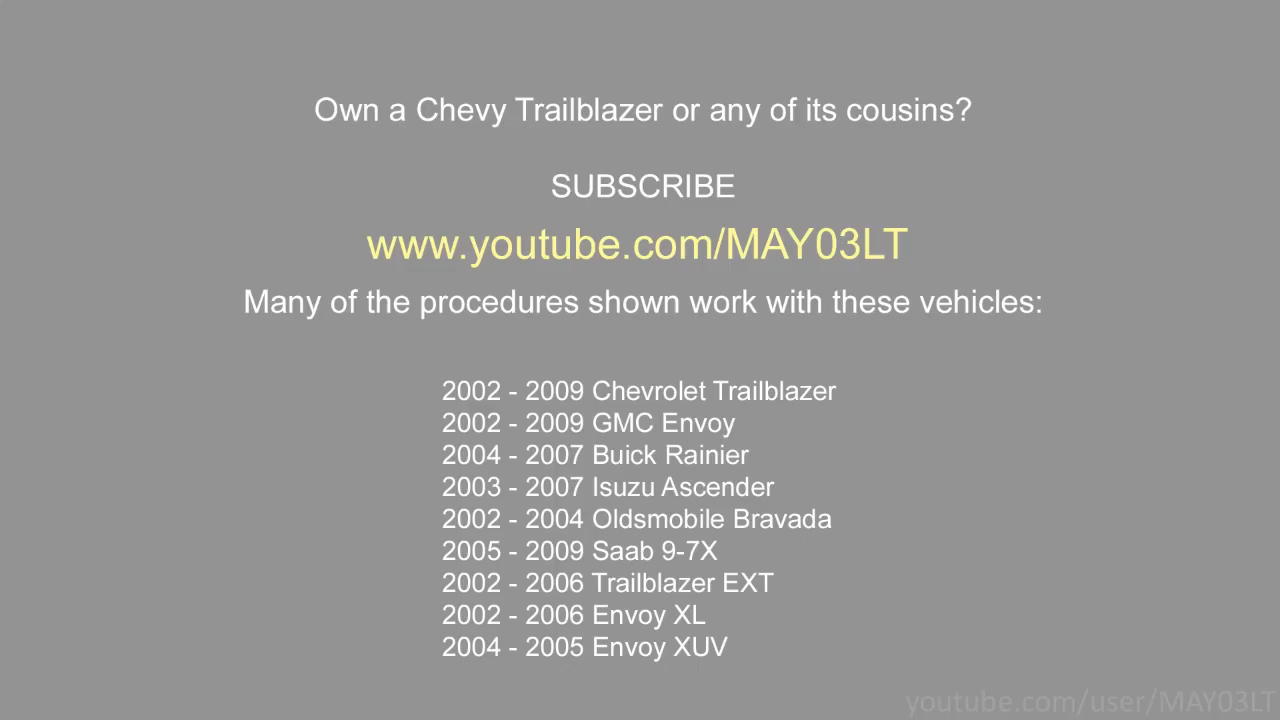 Own a Chevy Trailblazer or any of its cousins?
SUBSCRIBE
www.youtube.com/MAY03LT
Many of the procedures shown work with these vehicles:
2002 - 2009 Chevrolet Trailblazer
2002 - 2009 GMC Envoy
2004 - 2007 Buick Rainier
2003 - 2007 Isuzu Ascender
2002 - 2004 Oldsmobile Bravada
2005 - 2009 Saab 9-7X
2002 - 2006 Trailblazer EXT
2002 - 2006 Envoy XL
2004 - 2005 Envoy XUV
youtube.com/user/MAY03LT